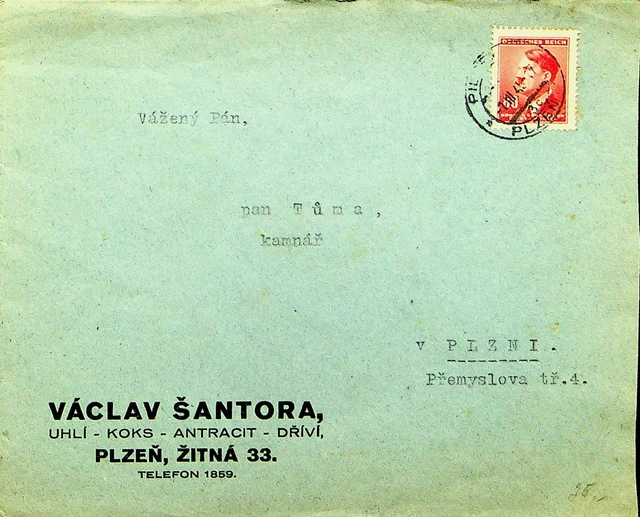 DEUTSCHES REICH
PLZEŇ
Vážený Pán,
pan Tůma,
kamnář
v PLZNI.
Přemyslova tř.4.
VÁCLAV ŠANTORA,
UHLÍ - KOKS - ANTRACIT - DŘÍVÍ,
PLZEŇ, ŽITNÁ 33.
TELEFON 1859.
25,-